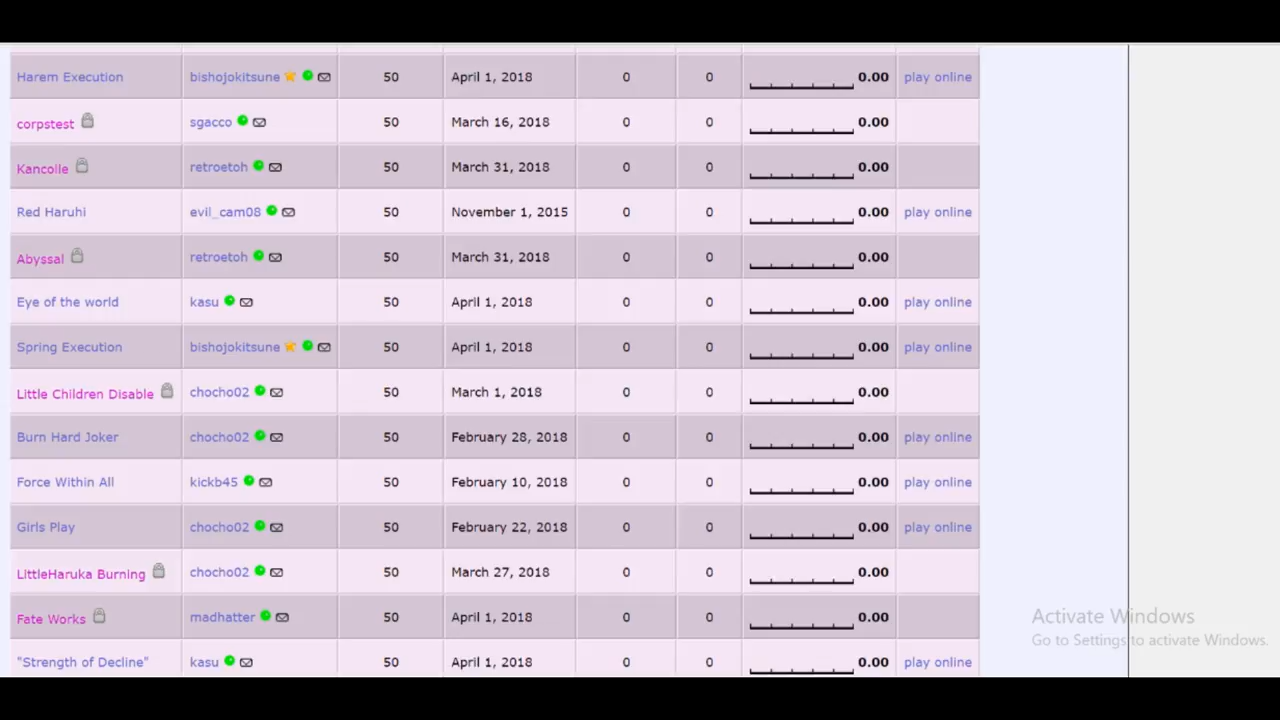 Harem Execution bishojokitsune 50 April 1, 2018 0 0 0.00 play online
corpstest sgacco 50 March 16, 2018 0 0 0.00
Kancolle retroetoh 50 March 31, 2018 0 0 0.00
Red Haruhi evil_cam08 50 November 1, 2015 0 0 0.00 play online
Abyssal retroetoh 50 March 31, 2018 0 0 0.00
Eye of the world kasu 50 April 1, 2018 0 0 0.00 play online
Spring Execution bishojokitsune 50 April 1, 2018 0 0 0.00 play online
Little Children Disable chocho02 50 March 1, 2018 0 0 0.00
Burn Hard Joker chocho02 50 February 28, 2018 0 0 0.00 play online
Force Within All kickb45 50 February 10, 2018 0 0 0.00 play online
Girls Play chocho02 50 February 22, 2018 0 0 0.00 play online
LittleHaruka Burning chocho02 50 March 27, 2018 0 0 0.00
Fate Works madhatter 50 April 1, 2018 0 0 0.00
"Strength of Decline" kasu 50 April 1, 2018 0 0 0.00 play online
Activate Windows
Go to Settings to activate Windows.